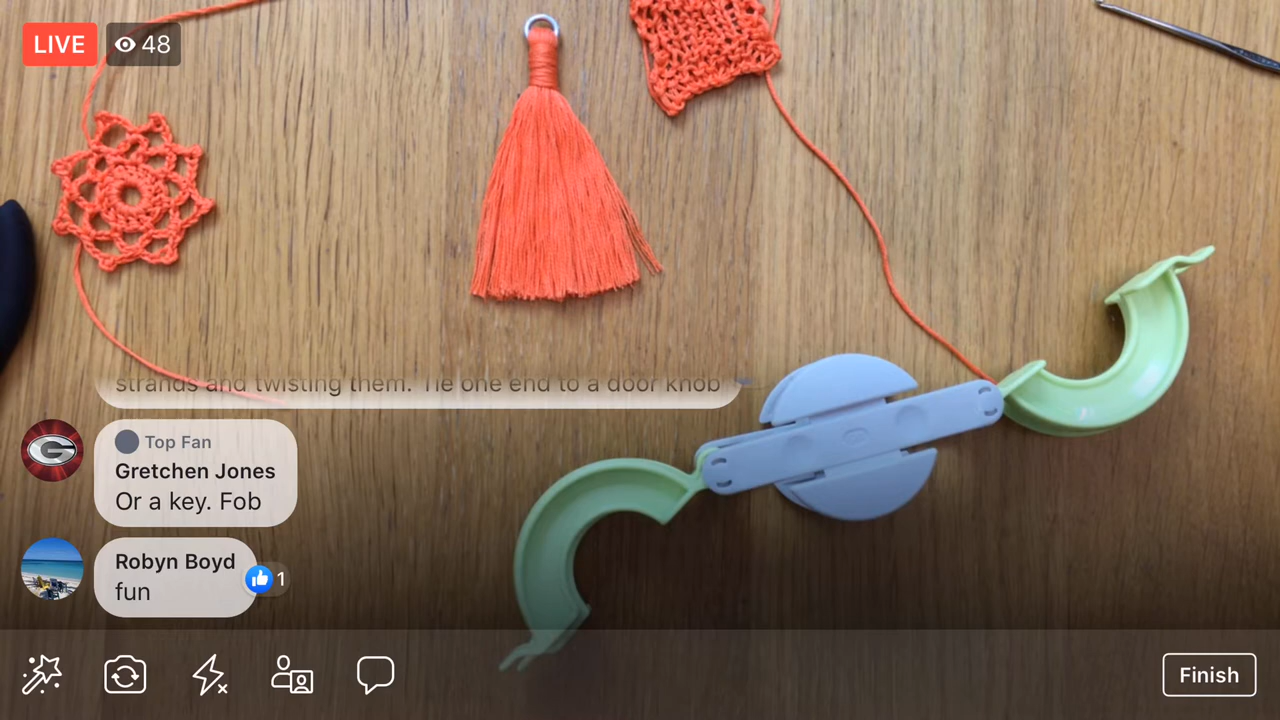 LIVE 48
strands and twisting them. Tie one end to a door knob
Top Fan
Gretchen Jones
Or a key. Fob
Robyn Boyd
fun
1
Finish